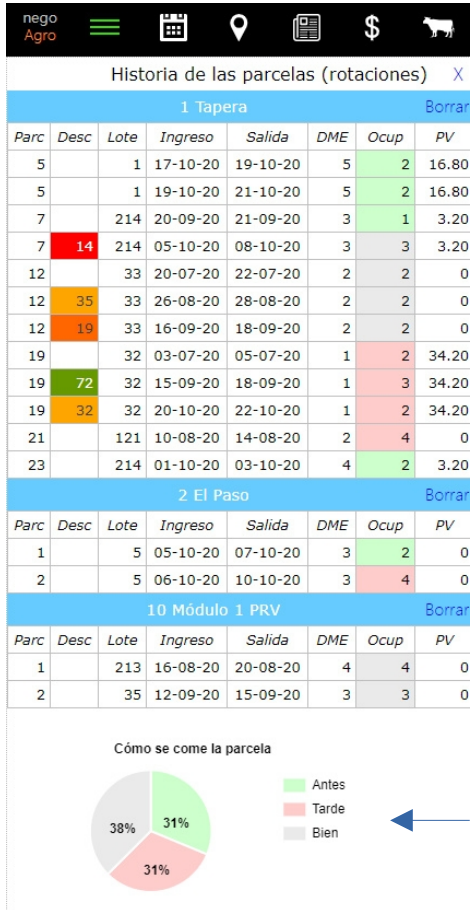 nego
Agro
$
Historia de las parcelas (rotaciones) X
1 Tapera Borrar
Parc Desc Lote Ingreso Salida DME Ocup PV
5 1 17-10-20 19-10-20 5 2 16.80
5 1 19-10-20 21-10-20 5 2 16.80
7 214 20-09-20 21-09-20 3 1 3.20
7 14 214 05-10-20 08-10-20 3 3 3.20
12 33 20-07-20 22-07-20 2 2 0
12 35 33 26-08-20 28-08-20 2 2 0
12 19 33 16-09-20 18-09-20 2 2 0
19 32 03-07-20 05-07-20 1 2 34.20
19 72 32 15-09-20 18-09-20 1 3 34.20
19 32 32 20-10-20 22-10-20 1 2 34.20
21 121 10-08-20 14-08-20 2 4 0
23 214 01-10-20 03-10-20 4 2 3.20
2 El Paso Borrar
Parc Desc Lote Ingreso Salida DME Ocup PV
1 5 05-10-20 07-10-20 3 2 0
2 5 06-10-20 10-10-20 3 4 0
10 Módulo 1 PRV Borrar
Parc Desc Lote Ingreso Salida DME Ocup PV
1 213 16-08-20 20-08-20 4 4 0
2 35 12-09-20 15-09-20 3 3 0
Cómo se come la parcela
38% 31%
31%
Antes
Tarde
Bien